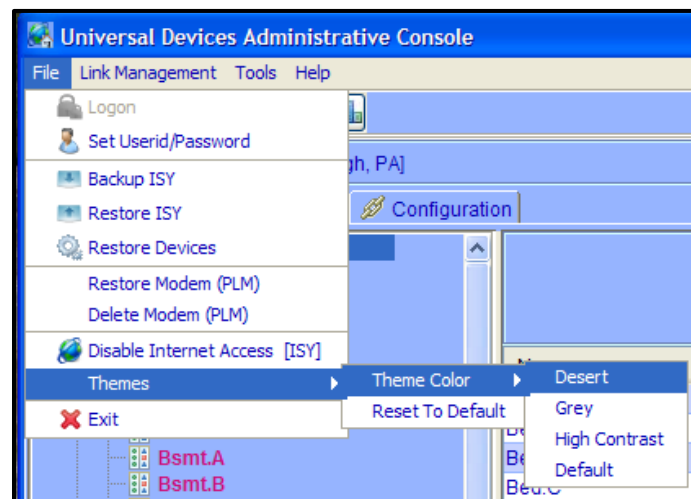 Universal Devices Administrative Console
File Link Management Tools Help
Logon
Set Userid/Password
gh, PA]
Backup ISY
Restore ISY
Configuration
Restore Devices
Restore Modem (PLM)
Delete Modem (PLM)
Disable Internet Access [ISY]
Themes
Theme Color
Desert
Exit
Reset To Default
Grey
High Contrast
Bsmt.A
Default
Bsmt.B